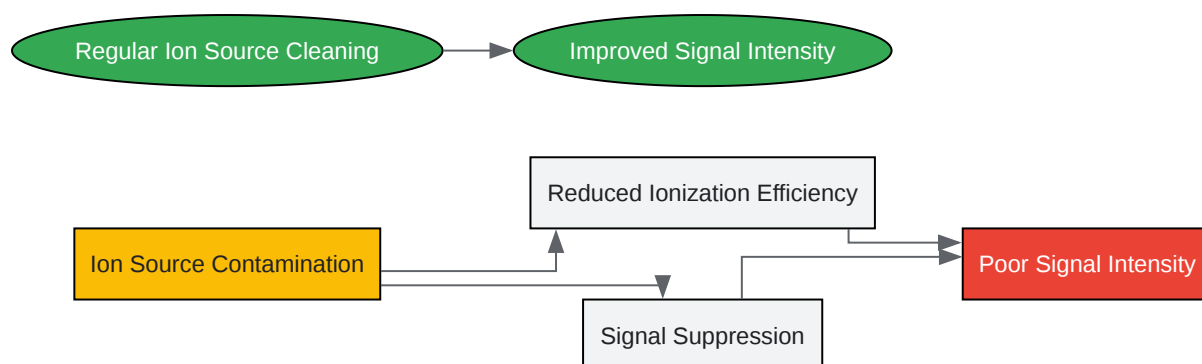 Regular Ion Source Cleaning
Improved Signal Intensity
Reduced Ionization Efficiency
Ion Source Contamination
Poor Signal Intensity
Signal Suppression